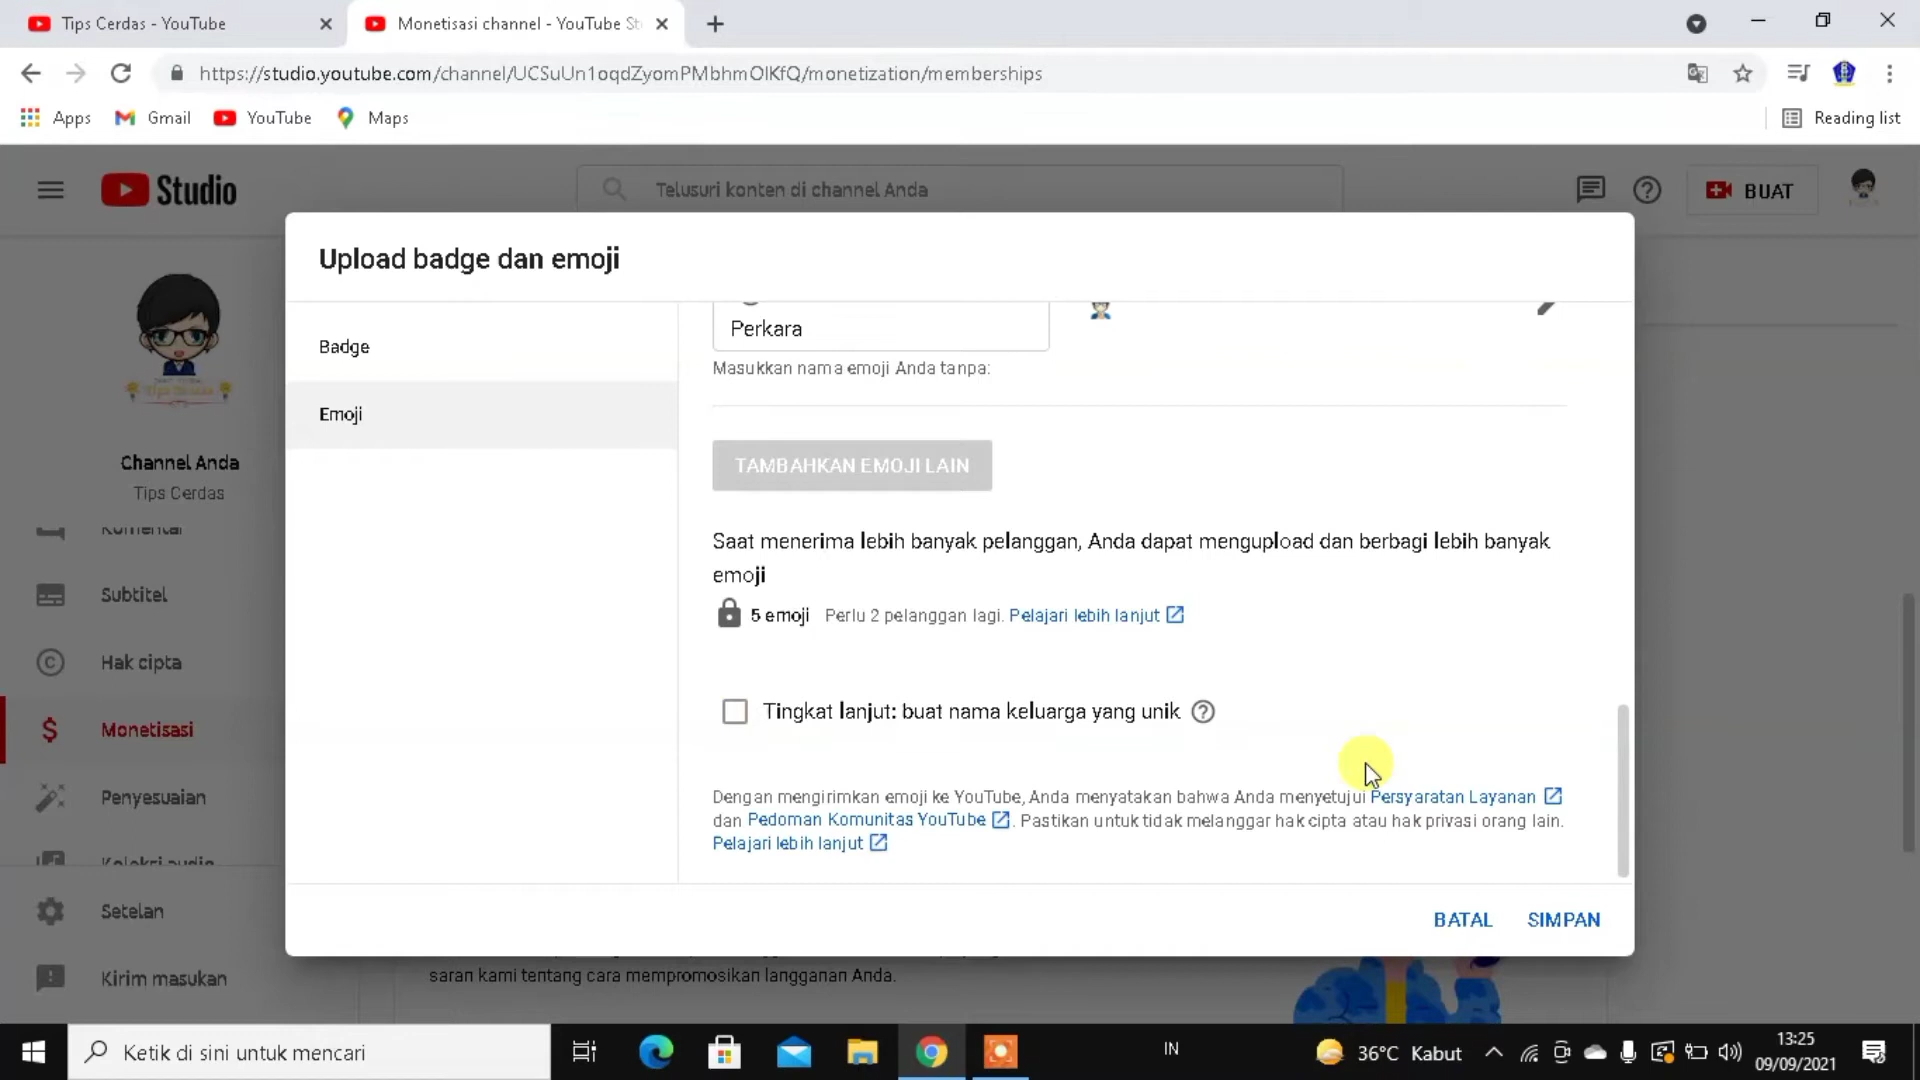 Tips Cerdas - YouTube
Monetisasi channel - YouTube St
https://studio.youtube.com/channel/UCSuUn1oqdZyomPMbhmOlKfQ/monetization/memberships
Apps
Gmail
YouTube
Maps
Reading list
Studio
Telusuri konten di channel Anda
BUAT
Upload badge dan emoji
Badge
Emoji
Perkara
Masukkan nama emoji Anda tanpa:
TAMBAHKAN EMOJI LAIN
Saat menerima lebih banyak pelanggan, Anda dapat mengupload dan berbagi lebih banyak
emoji
5 emoji Perlu 2 pelanggan lagi. Pelajari lebih lanjut
Tingkat lanjut: buat nama keluarga yang unik
Dengan mengirimkan emoji ke YouTube, Anda menyatakan bahwa Anda menyetujui Persyaratan Layanan
dan Pedoman Komunitas YouTube. Pastikan untuk tidak melanggar hak cipta atau hak privasi orang lain.
Pelajari lebih lanjut
BATAL
SIMPAN
Channel Anda
Tips Cerdas
Komentar
Subtitel
Hak cipta
Monetisasi
Penyesuaian
Koleksi audio
Setelan
Kirim masukan
saran kami tentang cara mempromosikan langganan Anda.
Ketik di sini untuk mencari
IN
36°C Kabut
13:25
09/09/2021